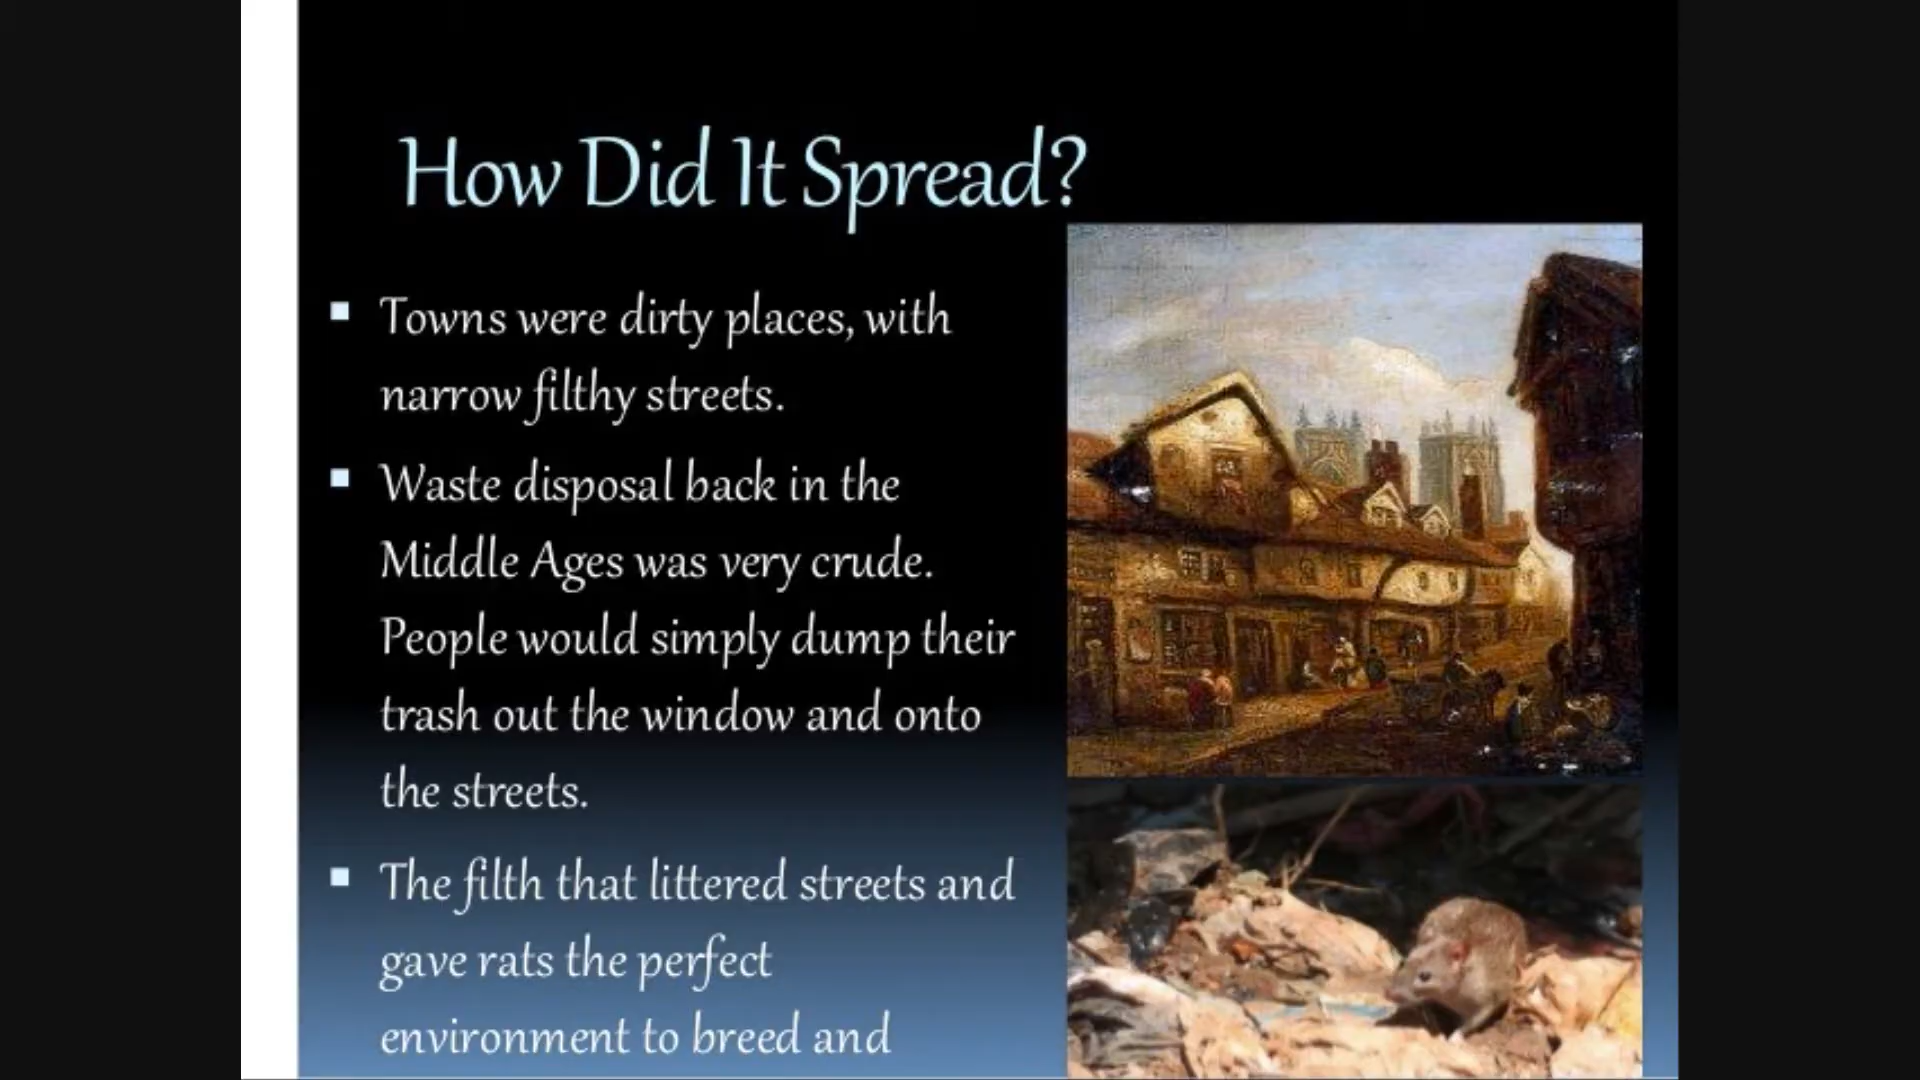 How Did It Spread?
Towns were dirty places, with
narrow filthy streets.
Waste disposal back in the
Middle Ages was very crude.
People would simply dump their
trash out the window and onto
the streets.
The filth that littered streets and
gave rats the perfect
environment to breed and